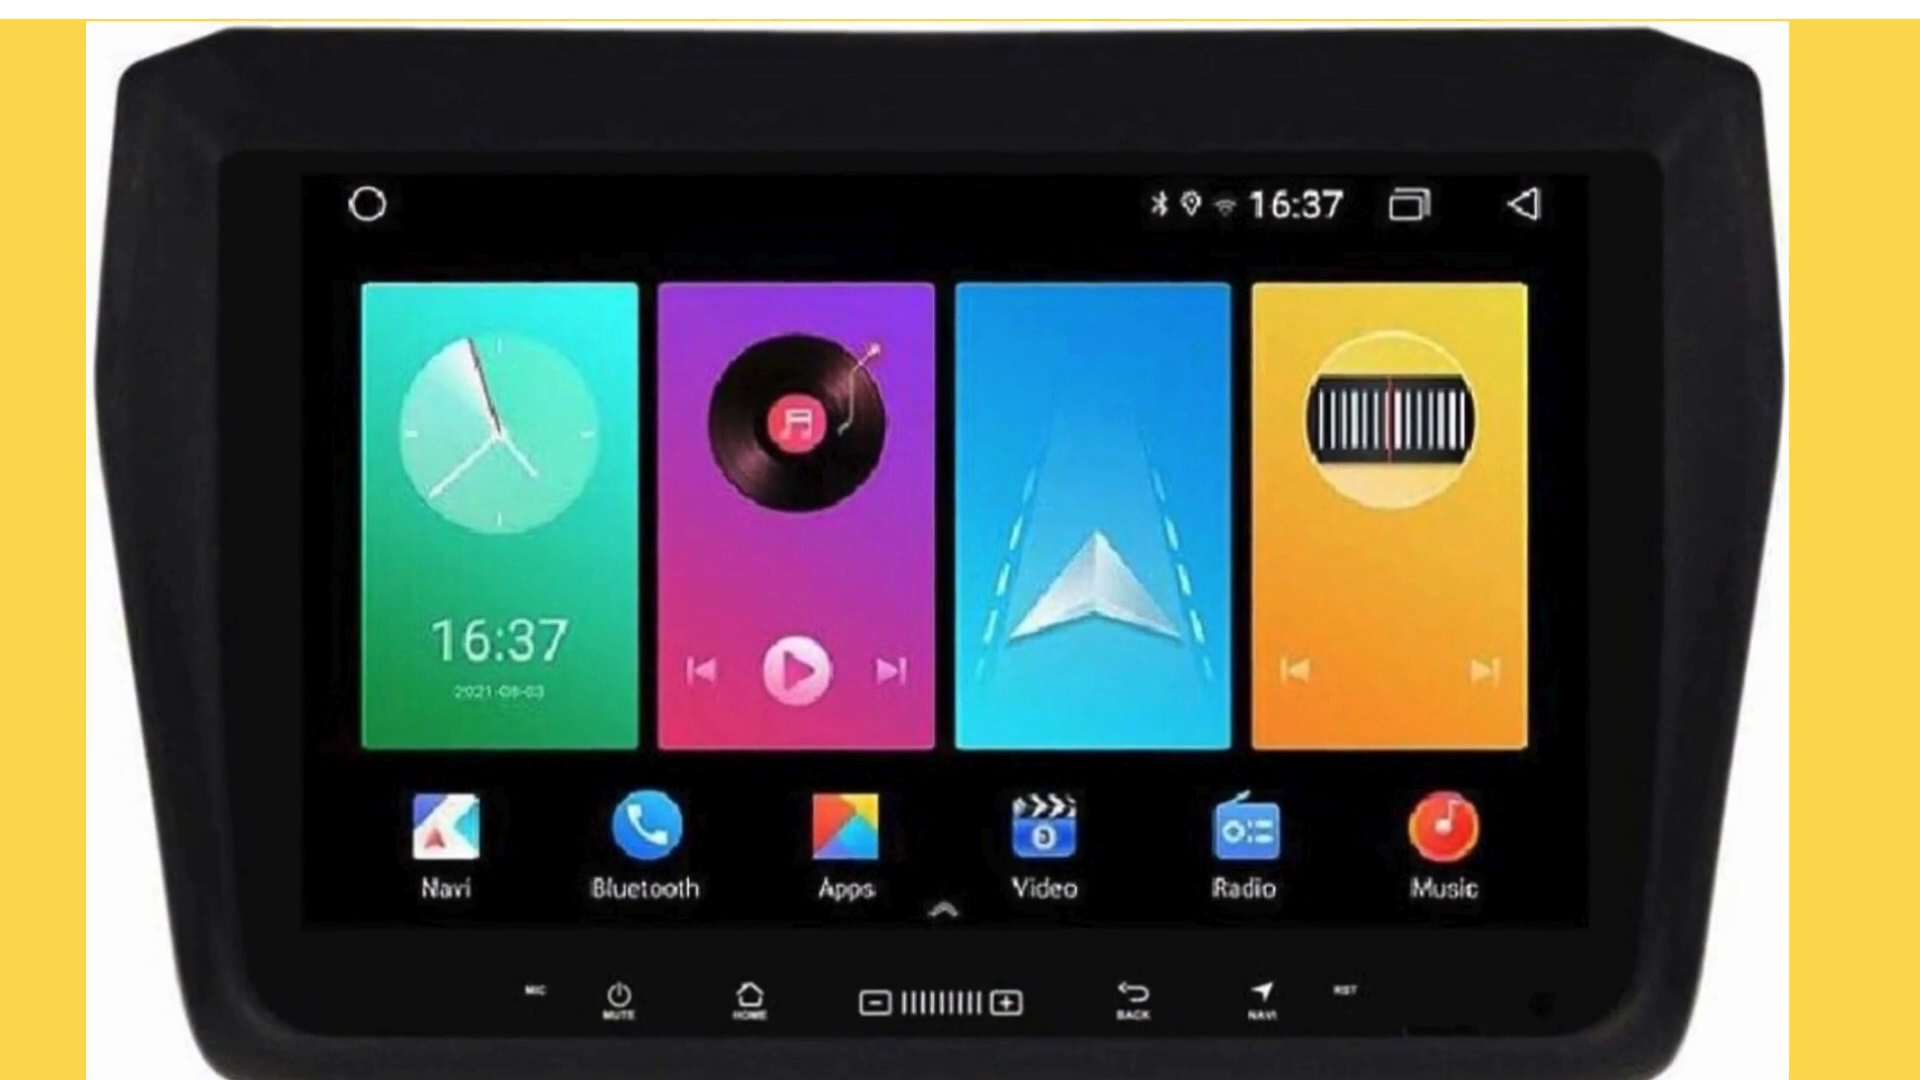 16:37
16:37
2021-08-03
Navi
Bluetooth
Apps
Video
Radio
Music
MIC
MUTE
HOME
BACK
NAVI
RST